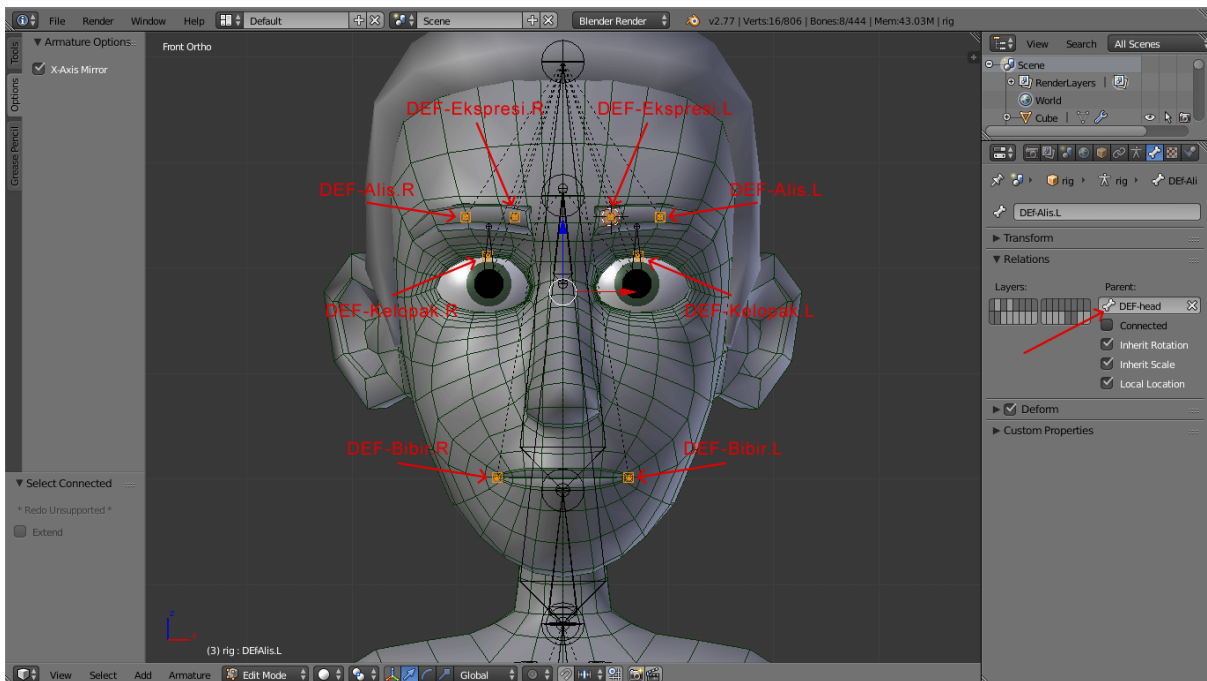 File Render Window Help Default Scene Blender Render v2.77 | Verts:16/806 | Bones:8/444 | Mem:43.03M | rig
Tools
Options
Grease Pencil
▼ Armature Options
X-Axis Mirror
▼ Select Connected
* Redo Unsupported *
Extend
Front Ortho
DEF-Ekspresi.R DEF-Ekspresi.L
DEF-Alis.R DEF-Alis.L
DEF-Kelopak.R DEF-Kelopak.L
DEF-Bibir.R DEF-Bibir.L
z
(3) rig : DEfAlis.L
View Select Add Armature Edit Mode Global
View Search All Scenes
Scene
RenderLayers |
World
Cube |
rig rig DEf-Ali
DEf-Alis.L
▶ Transform
▼ Relations
Layers: Parent:
DEF-head
Connected
Inherit Rotation
Inherit Scale
Local Location
▶ Deform
▶ Custom Properties